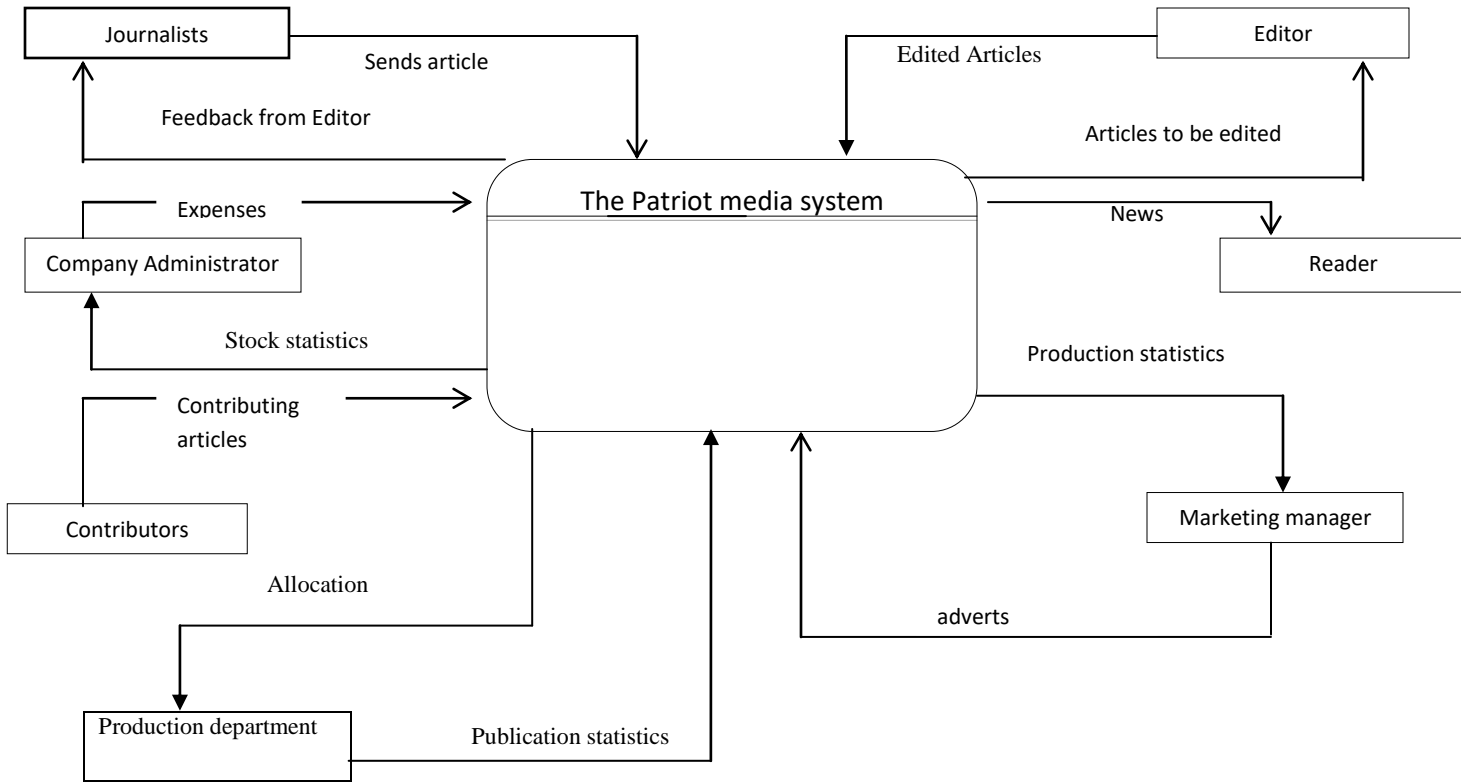 Journalists
Editor
Sends article
Edited Articles
Feedback from Editor
Articles to be edited
The Patriot media system
Expenses
News
Company Administrator
Reader
Stock statistics
Production statistics
Contributing
articles
Marketing manager
Contributors
Allocation
adverts
Production department
Publication statistics